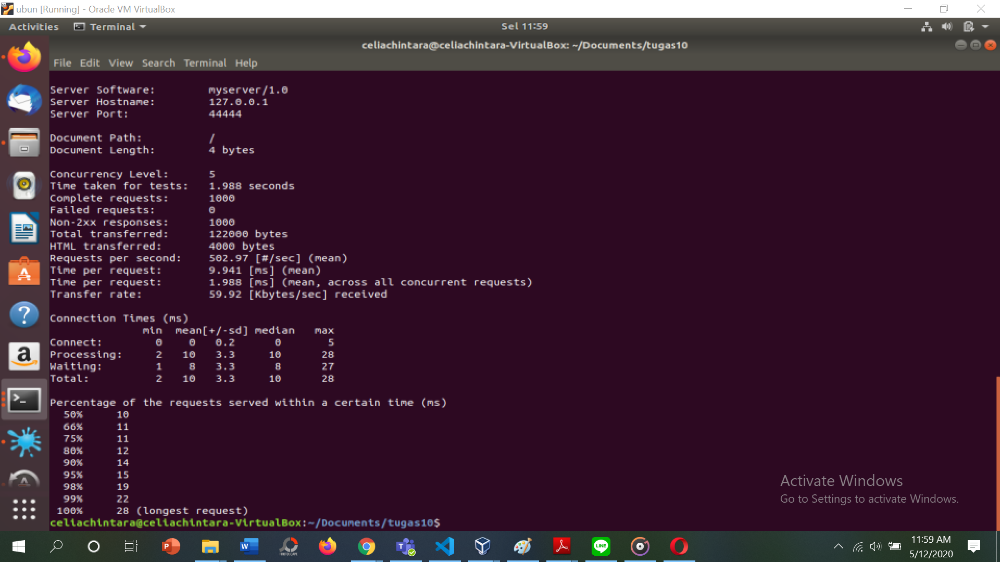 ubun [Running] - Oracle VM VirtualBox
Activities Terminal Sel 11:59
celiachintara@celiachintara-VirtualBox: ~/Documents/tugas10
File Edit View Search Terminal Help
Server Software: myserver/1.0
Server Hostname: 127.0.0.1
Server Port: 44444
Document Path: /
Document Length: 4 bytes
Concurrency Level: 5
Time taken for tests: 1.988 seconds
Complete requests: 1000
Failed requests: 0
Non-2xx responses: 1000
Total transferred: 122000 bytes
HTML transferred: 4000 bytes
Requests per second: 502.97 [#/sec] (mean)
Time per request: 9.941 [ms] (mean)
Time per request: 1.988 [ms] (mean, across all concurrent requests)
Transfer rate: 59.92 [Kbytes/sec] received
Connection Times (ms)
min mean[+/-sd] median max
Connect: 0 0 0.2 0 5
Processing: 2 10 3.3 10 28
Waiting: 1 8 3.3 8 27
Total: 2 10 3.3 10 28
Percentage of the requests served within a certain time (ms)
50% 10
66% 11
75% 11
80% 12
90% 14
95% 15
98% 19
99% 22
100% 28 (longest request)
celiachintara@celiachintara-VirtualBox:~/Documents/tugas10$
Activate Windows
Go to Settings to activate Windows.
PHOTOSCAPE
LINE
11:59 AM
5/12/2020